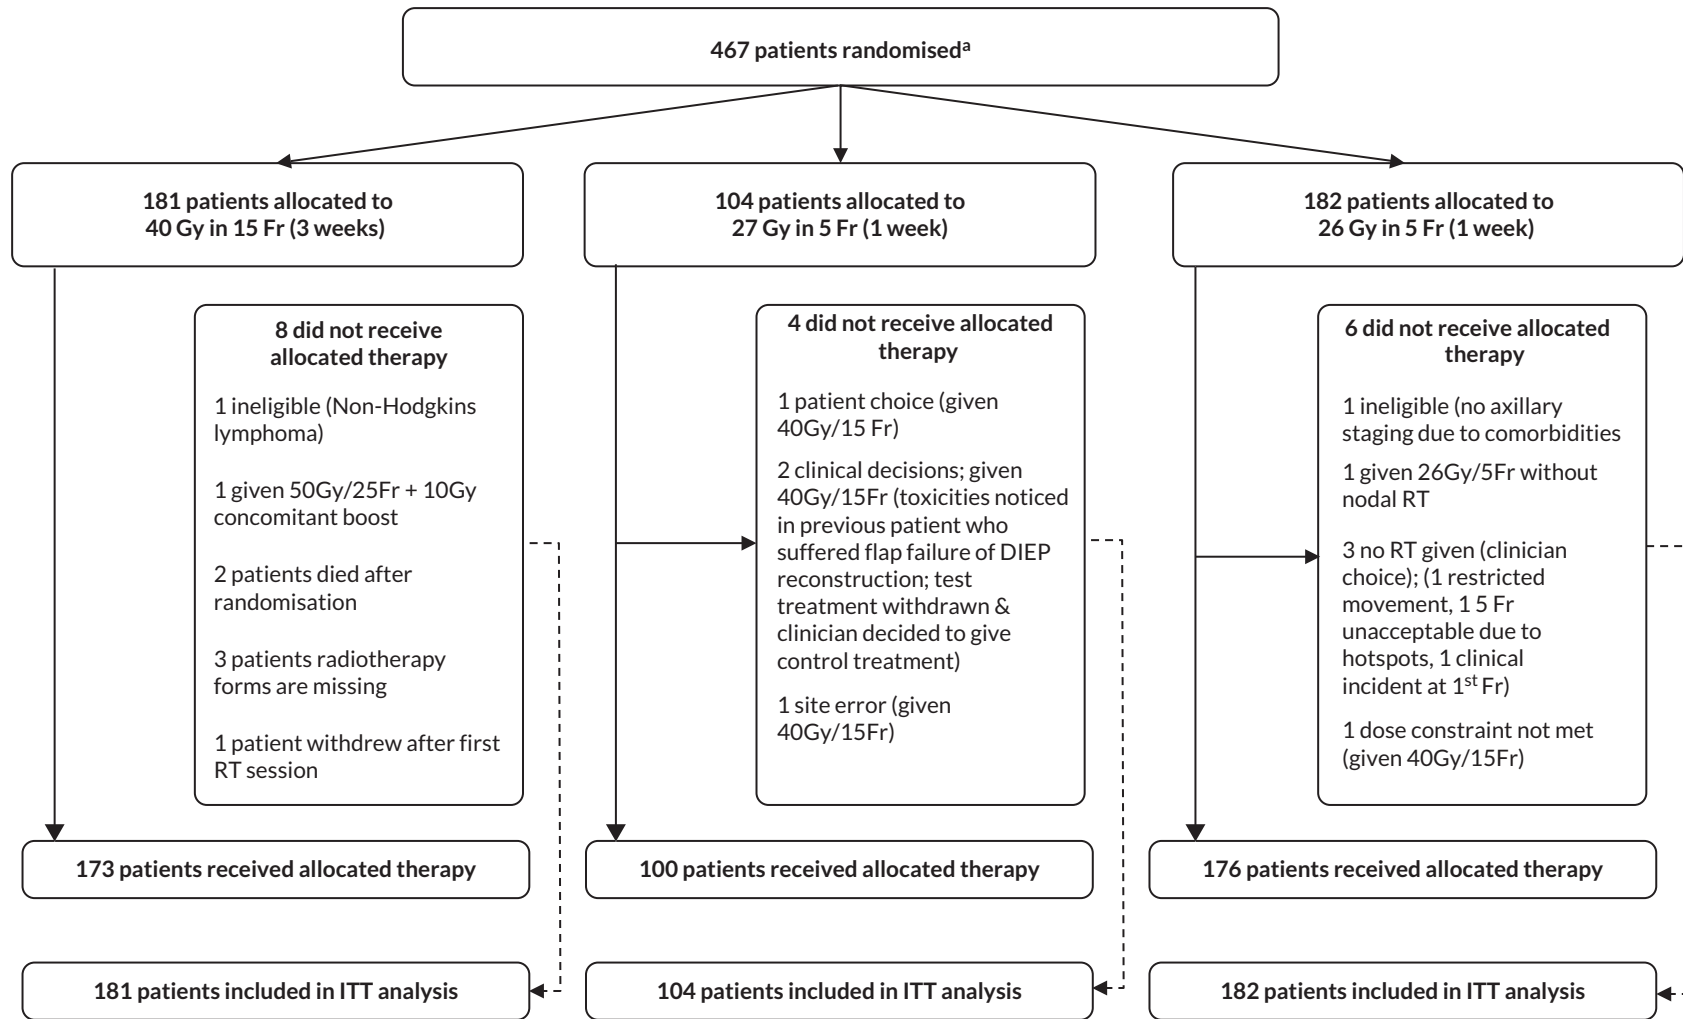 467 patients randomisedᵃ
181 patients allocated to
40 Gy in 15 Fr (3 weeks)
104 patients allocated to
27 Gy in 5 Fr (1 week)
182 patients allocated to
26 Gy in 5 Fr (1 week)
8 did not receive
allocated therapy
1 ineligible (Non-Hodgkins
lymphoma)
1 given 50Gy/25Fr + 10Gy
concomitant boost
2 patients died after
randomisation
3 patients radiotherapy
forms are missing
1 patient withdrew after first
RT session
4 did not receive allocated
therapy
1 patient choice (given
40Gy/15 Fr)
2 clinical decisions; given
40Gy/15Fr (toxicities noticed
in previous patient who
suffered flap failure of DIEP
reconstruction; test
treatment withdrawn &
clinician decided to give
control treatment)
1 site error (given
40Gy/15Fr)
6 did not receive allocated
therapy
1 ineligible (no axillary
staging due to comorbidities
1 given 26Gy/5Fr without
nodal RT
3 no RT given (clinician
choice); (1 restricted
movement, 1 5 Fr
unacceptable due to
hotspots, 1 clinical
incident at 1ˢᵗ Fr)
1 dose constraint not met
(given 40Gy/15Fr)
173 patients received allocated therapy
100 patients received allocated therapy
176 patients received allocated therapy
181 patients included in ITT analysis
104 patients included in ITT analysis
182 patients included in ITT analysis